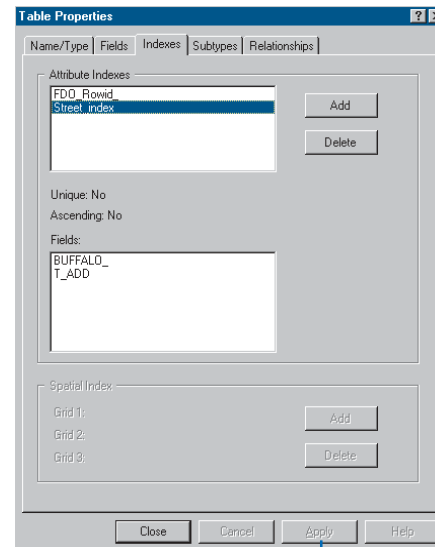 Table Properties
Name/Type Fields Indexes Subtypes Relationships
Attribute Indexes
FDO_Rowid_
Street_index
Add
Delete
Unique: No
Ascending: No
Fields:
BUFFALO_
T_ADD
Spatial Index
Grid 1:
Grid 2:
Grid 3:
Add
Delete
Close Cancel Apply Help